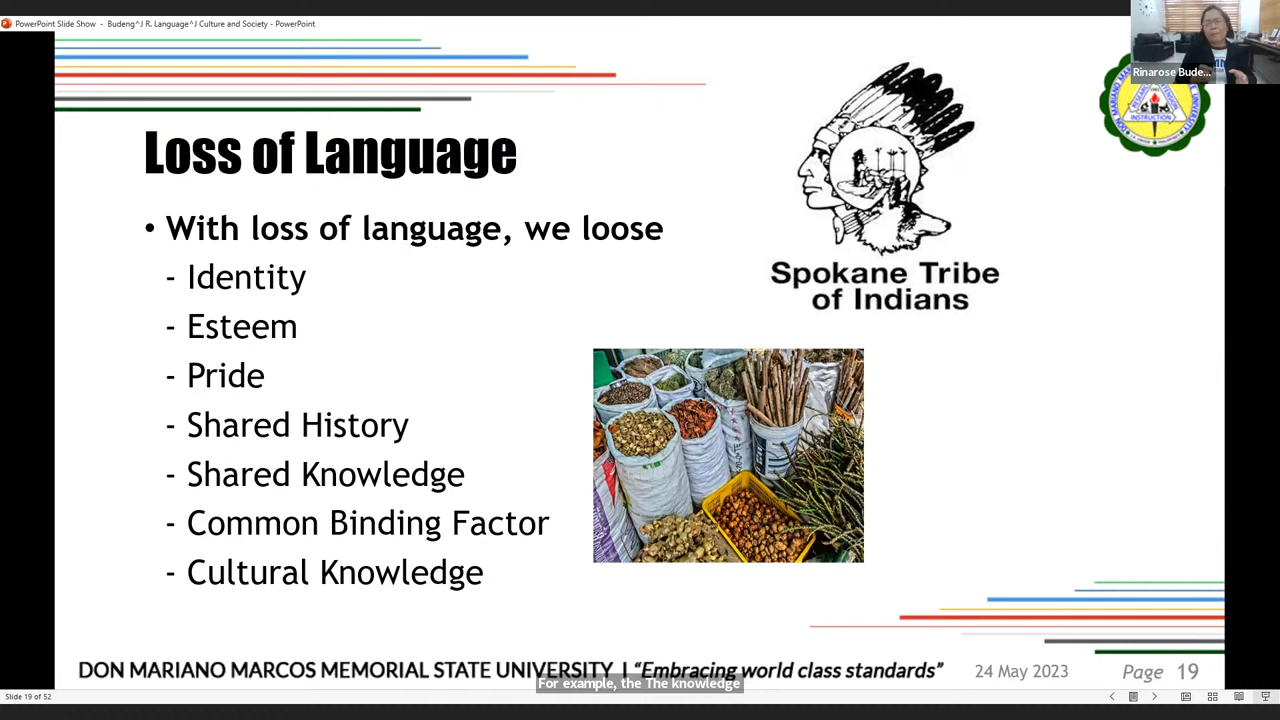 PowerPoint Slide Show - Budeng^J R. Language^J Culture and Society - PowerPoint
Rinarose Bude...
INSTRUCTION
Loss of Language
• With loss of language, we loose
- Identity
- Esteem
- Pride
- Shared History
- Shared Knowledge
- Common Binding Factor
- Cultural Knowledge
Spokane Tribe
of Indians
DON MARIANO MARCOS MEMORIAL STATE UNIVERSITY | "Embracing world class standards"
24 May 2023
Page 19
For example, the The knowledge
Slide 19 of 52